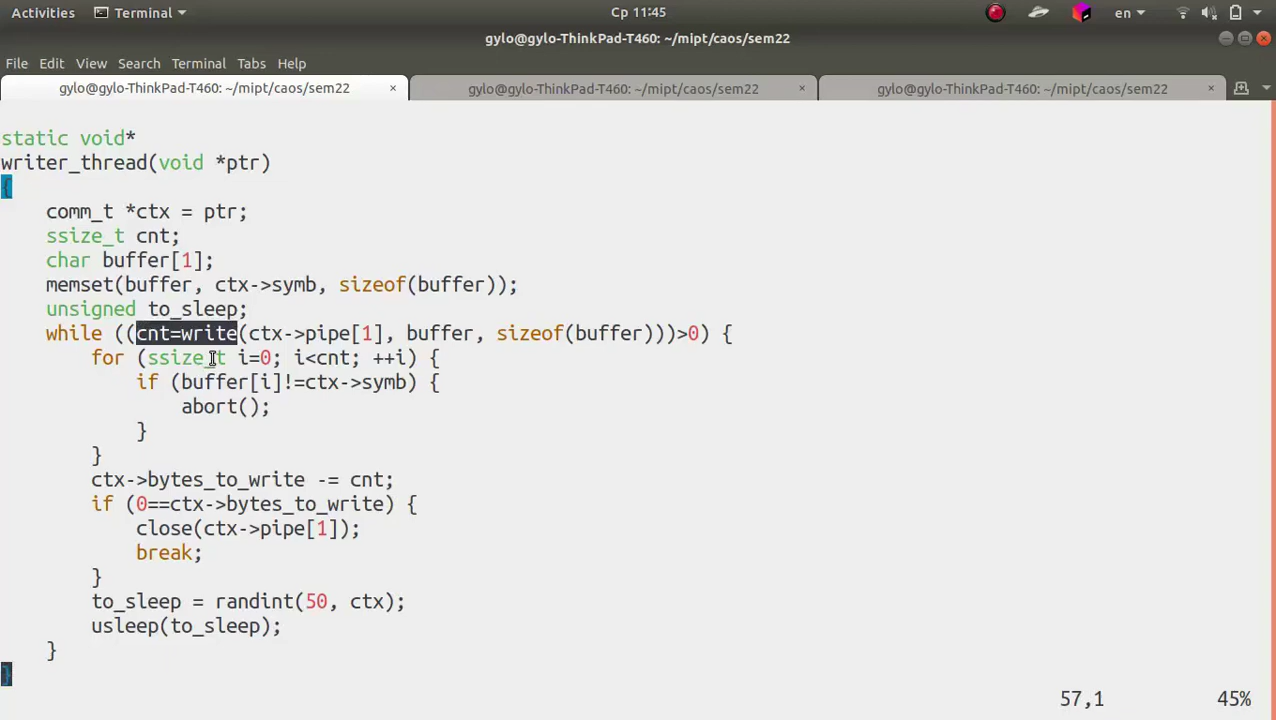 Activities Terminal Ср 11:45 en
gylo@gylo-ThinkPad-T460: ~/mipt/caos/sem22
File Edit View Search Terminal Tabs Help
gylo@gylo-ThinkPad-T460: ~/mipt/caos/sem22 × gylo@gylo-ThinkPad-T460: ~/mipt/caos/sem22 × gylo@gylo-ThinkPad-T460: ~/mipt/caos/sem22 ×
static void*
writer_thread(void *ptr)
{
    comm_t *ctx = ptr;
    ssize_t cnt;
    char buffer[1];
    memset(buffer, ctx->symb, sizeof(buffer));
    unsigned to_sleep;
    while ((cnt=write(ctx->pipe[1], buffer, sizeof(buffer)))>0) {
        for (ssize_t i=0; i<cnt; ++i) {
            if (buffer[i]!=ctx->symb) {
                abort();
            }
        }
        ctx->bytes_to_write -= cnt;
        if (0==ctx->bytes_to_write) {
            close(ctx->pipe[1]);
            break;
        }
        to_sleep = randint(50, ctx);
        usleep(to_sleep);
    }
}
57,1 45%